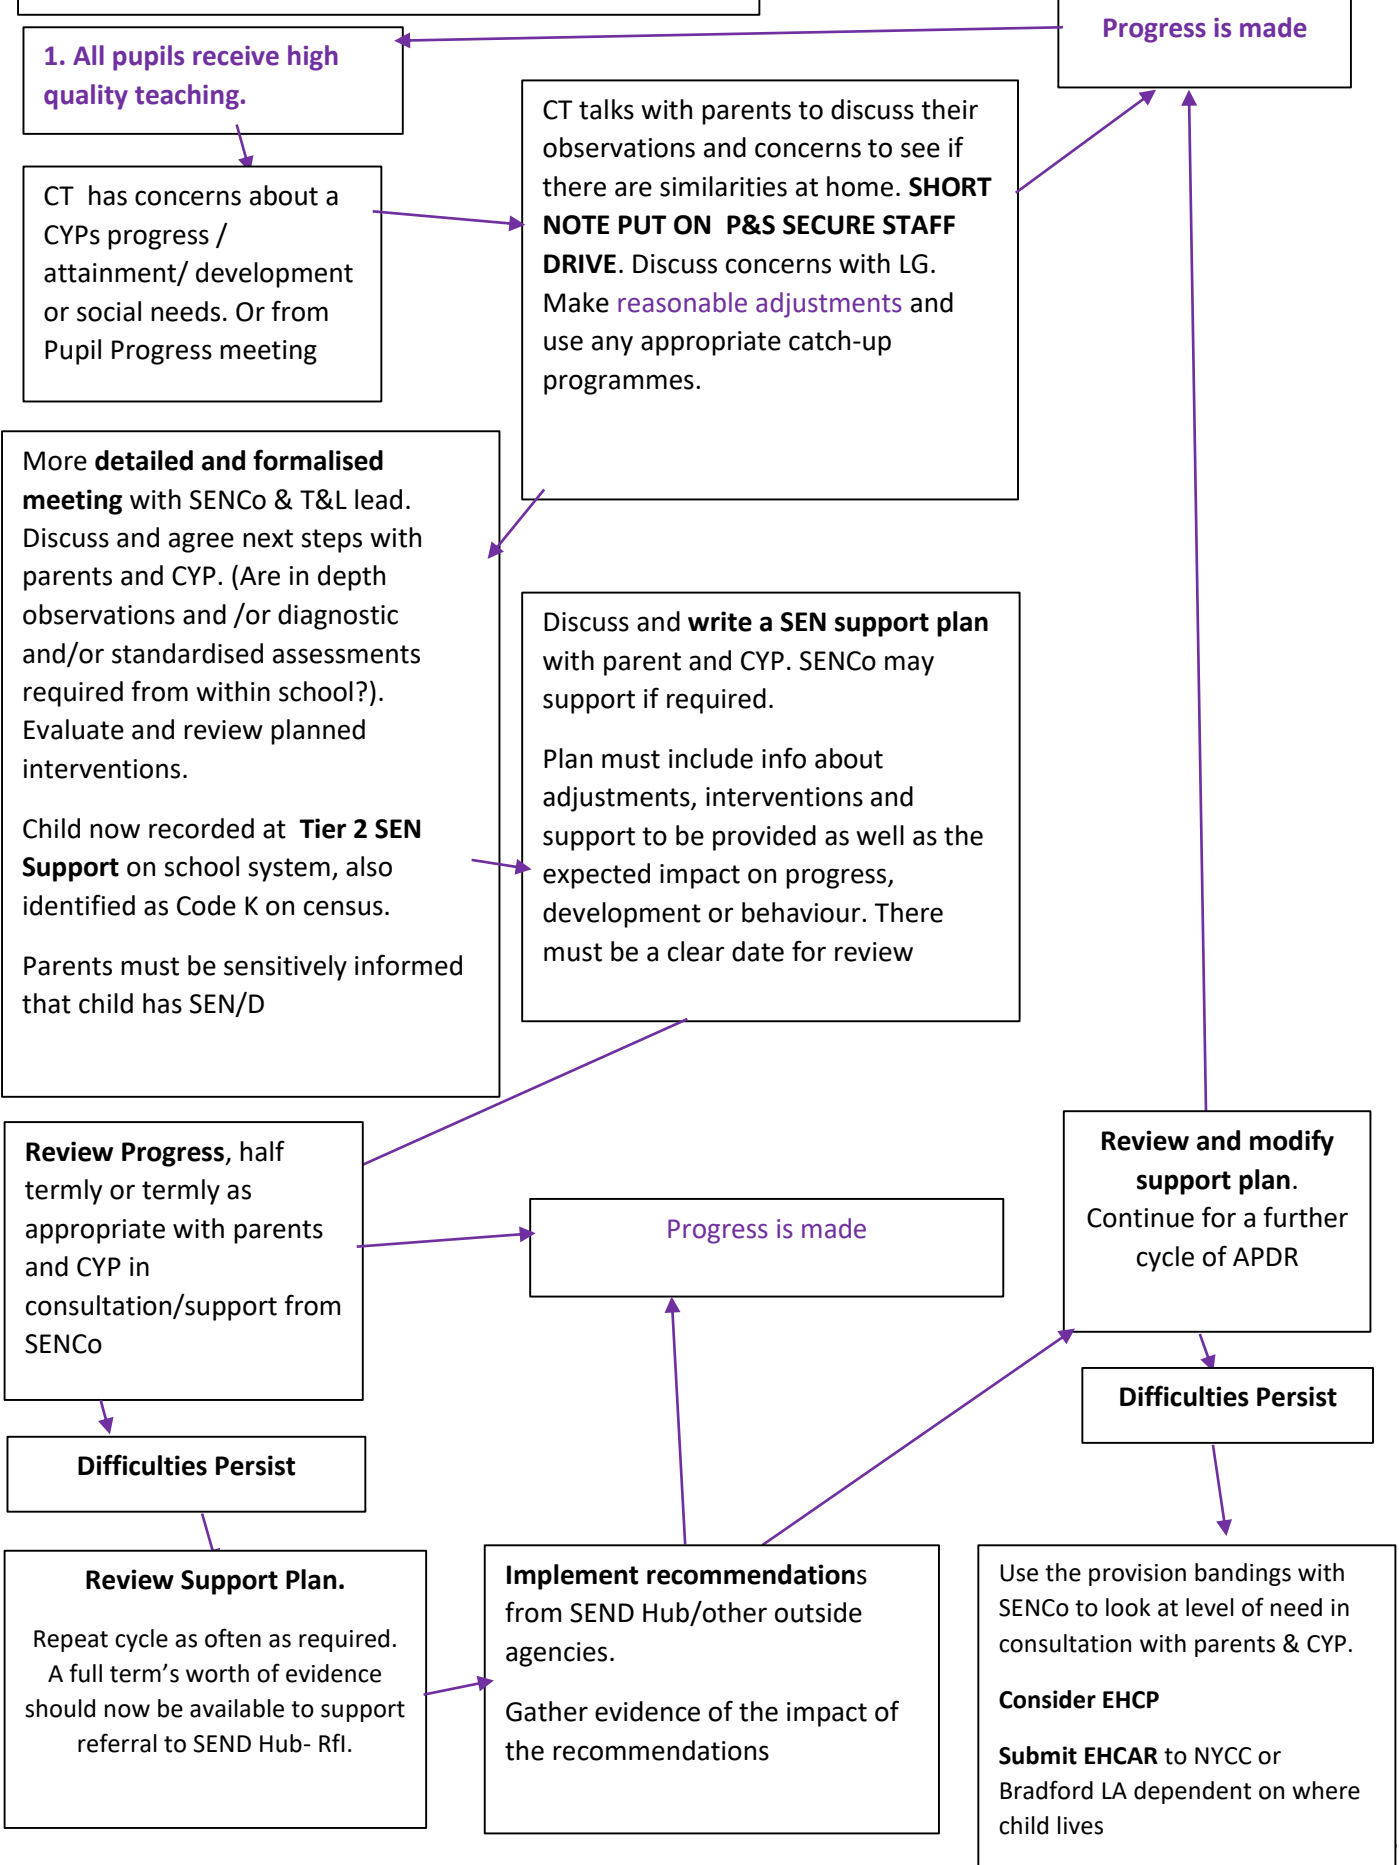 Progress is made
1. All pupils receive high
quality teaching.
CT talks with parents to discuss their
observations and concerns to see if
there are similarities at home. SHORT
NOTE PUT ON P&S SECURE STAFF
DRIVE. Discuss concerns with LG.
Make reasonable adjustments and
use any appropriate catch-up
programmes.
CT has concerns about a
CYPs progress /
attainment/ development
or social needs. Or from
Pupil Progress meeting
More detailed and formalised
meeting with SENCo & T&L lead.
Discuss and agree next steps with
parents and CYP. (Are in depth
observations and /or diagnostic
and/or standardised assessments
required from within school?).
Evaluate and review planned
interventions.
Child now recorded at Tier 2 SEN
Support on school system, also
identified as Code K on census.
Parents must be sensitively informed
that child has SEN/D
Discuss and write a SEN support plan
with parent and CYP. SENCo may
support if required.
Plan must include info about
adjustments, interventions and
support to be provided as well as the
expected impact on progress,
development or behaviour. There
must be a clear date for review
Review Progress, half
termly or termly as
appropriate with parents
and CYP in
consultation/support from
SENCo
Progress is made
Review and modify
support plan.
Continue for a further
cycle of APDR
Difficulties Persist
Difficulties Persist
Review Support Plan.
Repeat cycle as often as required.
A full term’s worth of evidence
should now be available to support
referral to SEND Hub- RfI.
Implement recommendations
from SEND Hub/other outside
agencies.
Gather evidence of the impact of
the recommendations
Use the provision bandings with
SENCo to look at level of need in
consultation with parents & CYP.
Consider EHCP
Submit EHCAR to NYCC or
Bradford LA dependent on where
child lives